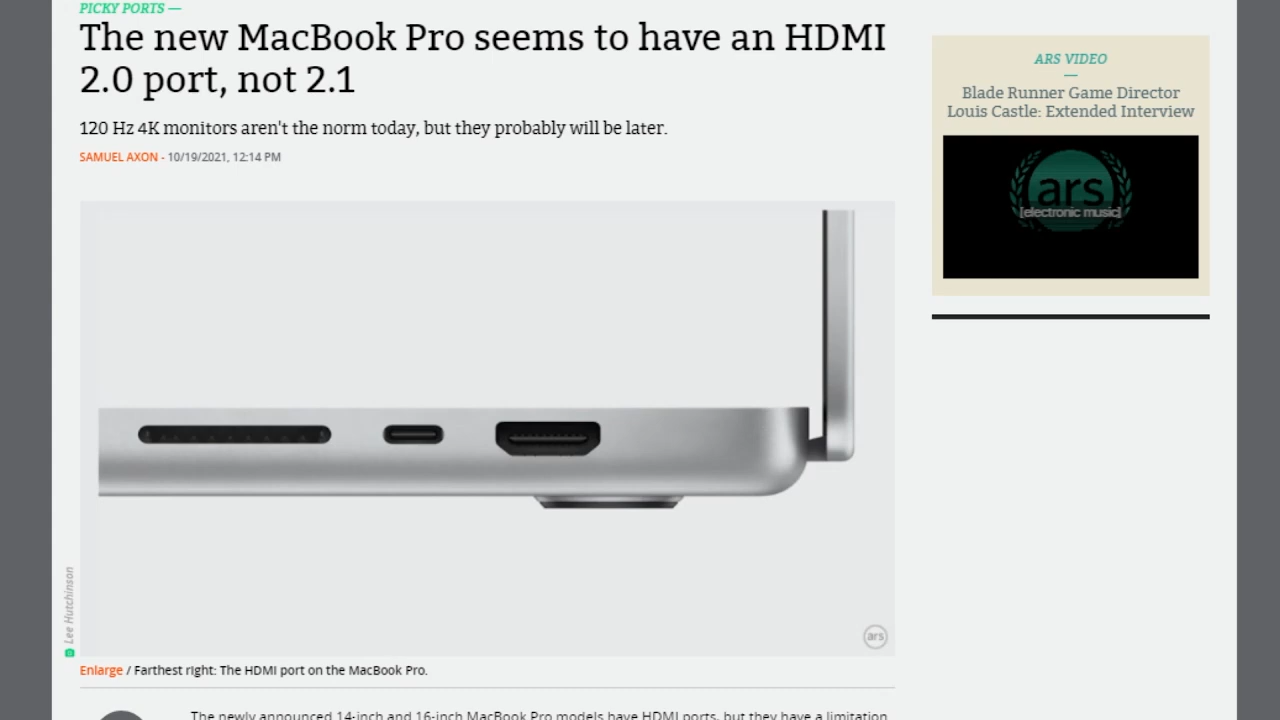 PICKY PORTS —
The new MacBook Pro seems to have an HDMI
2.0 port, not 2.1
120 Hz 4K monitors aren't the norm today, but they probably will be later.
SAMUEL AXON - 10/19/2021, 12:14 PM
ARS VIDEO
—
Blade Runner Game Director
Louis Castle: Extended Interview
ars
[electronic music]
Lee Hutchinson
ars
Enlarge / Farthest right: The HDMI port on the MacBook Pro.
The newly announced 14-inch and 16-inch MacBook Pro models have HDMI ports, but they have a limitation